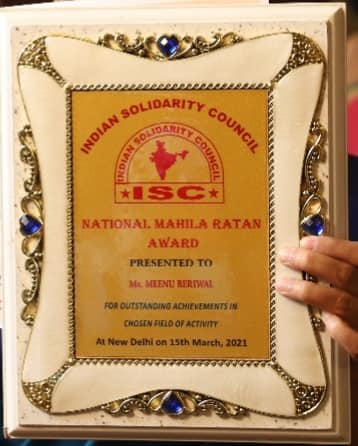 INDIAN SOLIDARITY COUNCIL
INDIAN SOLIDARITY COUNCIL
★ ISC ★
NATIONAL MAHILA RATAN
AWARD
PRESENTED TO
Ms. MEENU BERIWAL
FOR OUTSTANDING ACHIEVEMENTS IN
CHOSEN FIELD OF ACTIVITY
At New Delhi on 15th March, 2021